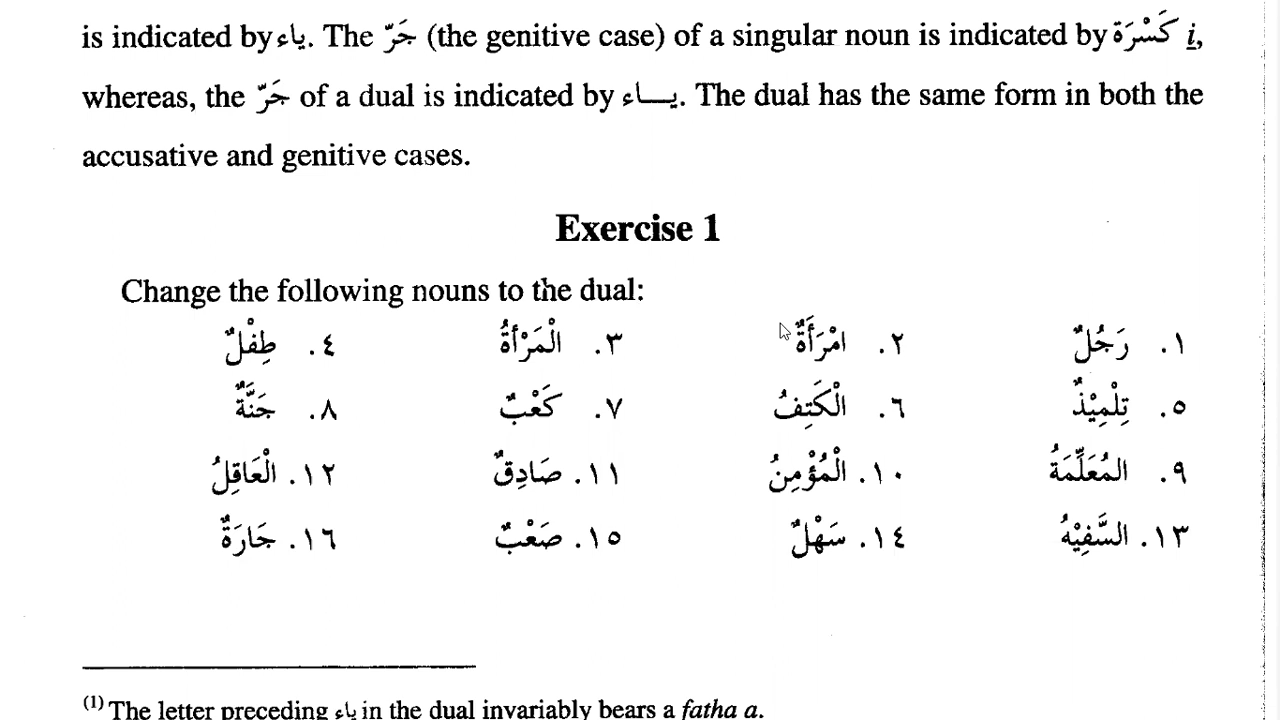 is indicated by ياء. The جَرّ (the genitive case) of a singular noun is indicated by كَسْرَة i,
whereas, the جَرّ of a dual is indicated by يـاء. The dual has the same form in both the
accusative and genitive cases.
Exercise 1
Change the following nouns to the dual:
١. رَجُلٌ ٢. امْرَأَةٌ ٣. الْمَرْأَةُ ٤. طِفْلٌ
٥. تِلْمِيْذٌ ٦. الْكَتِفُ ٧. كَعْبٌ ٨. جَنَّةٌ
٩. المُعَلِّمَةُ ١٠. الْمُؤْمِنُ ١١. صَادِقٌ ١٢. الْعَاقِلُ
١٣. السَّفِيْهُ ١٤. سَهْلٌ ١٥. صَعْبٌ ١٦. جَارَةٌ
(1) The letter preceding ياء in the dual invariably bears a fatha a.